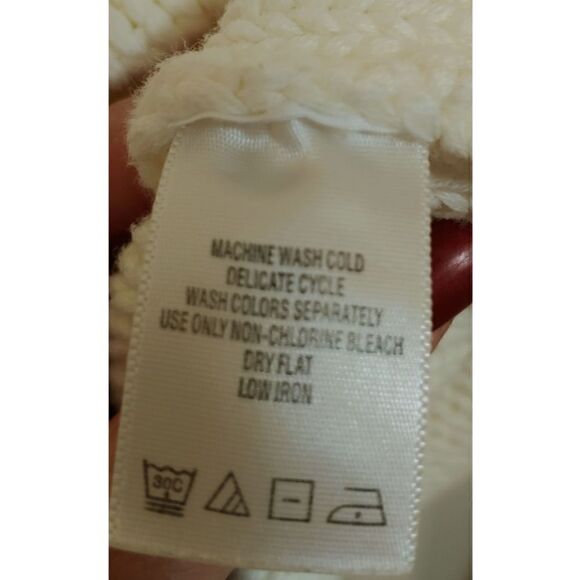 MACHINE WASH COLD
DELICATE CYCLE
WASH COLORS SEPARATELY
USE ONLY NON-CHLORINE BLEACH
DRY FLAT
LOW IRON
30C